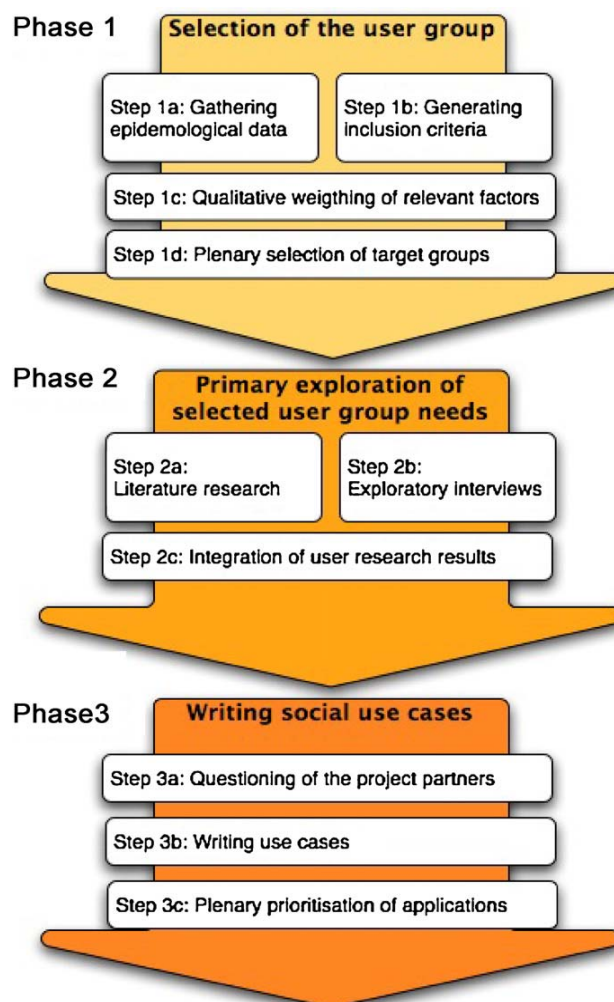 Phase 1
Selection of the user group
Step 1a: Gathering
epidemological data
Step 1b: Generating
inclusion criteria
Step 1c: Qualitative weigthing of relevant factors
Step 1d: Plenary selection of target groups
Phase 2
Primary exploration of
selected user group needs
Step 2a:
Literature research
Step 2b:
Exploratory interviews
Step 2c: Integration of user research results
Phase3
Writing social use cases
Step 3a: Questioning of the project partners
Step 3b: Writing use cases
Step 3c: Plenary prioritisation of applications